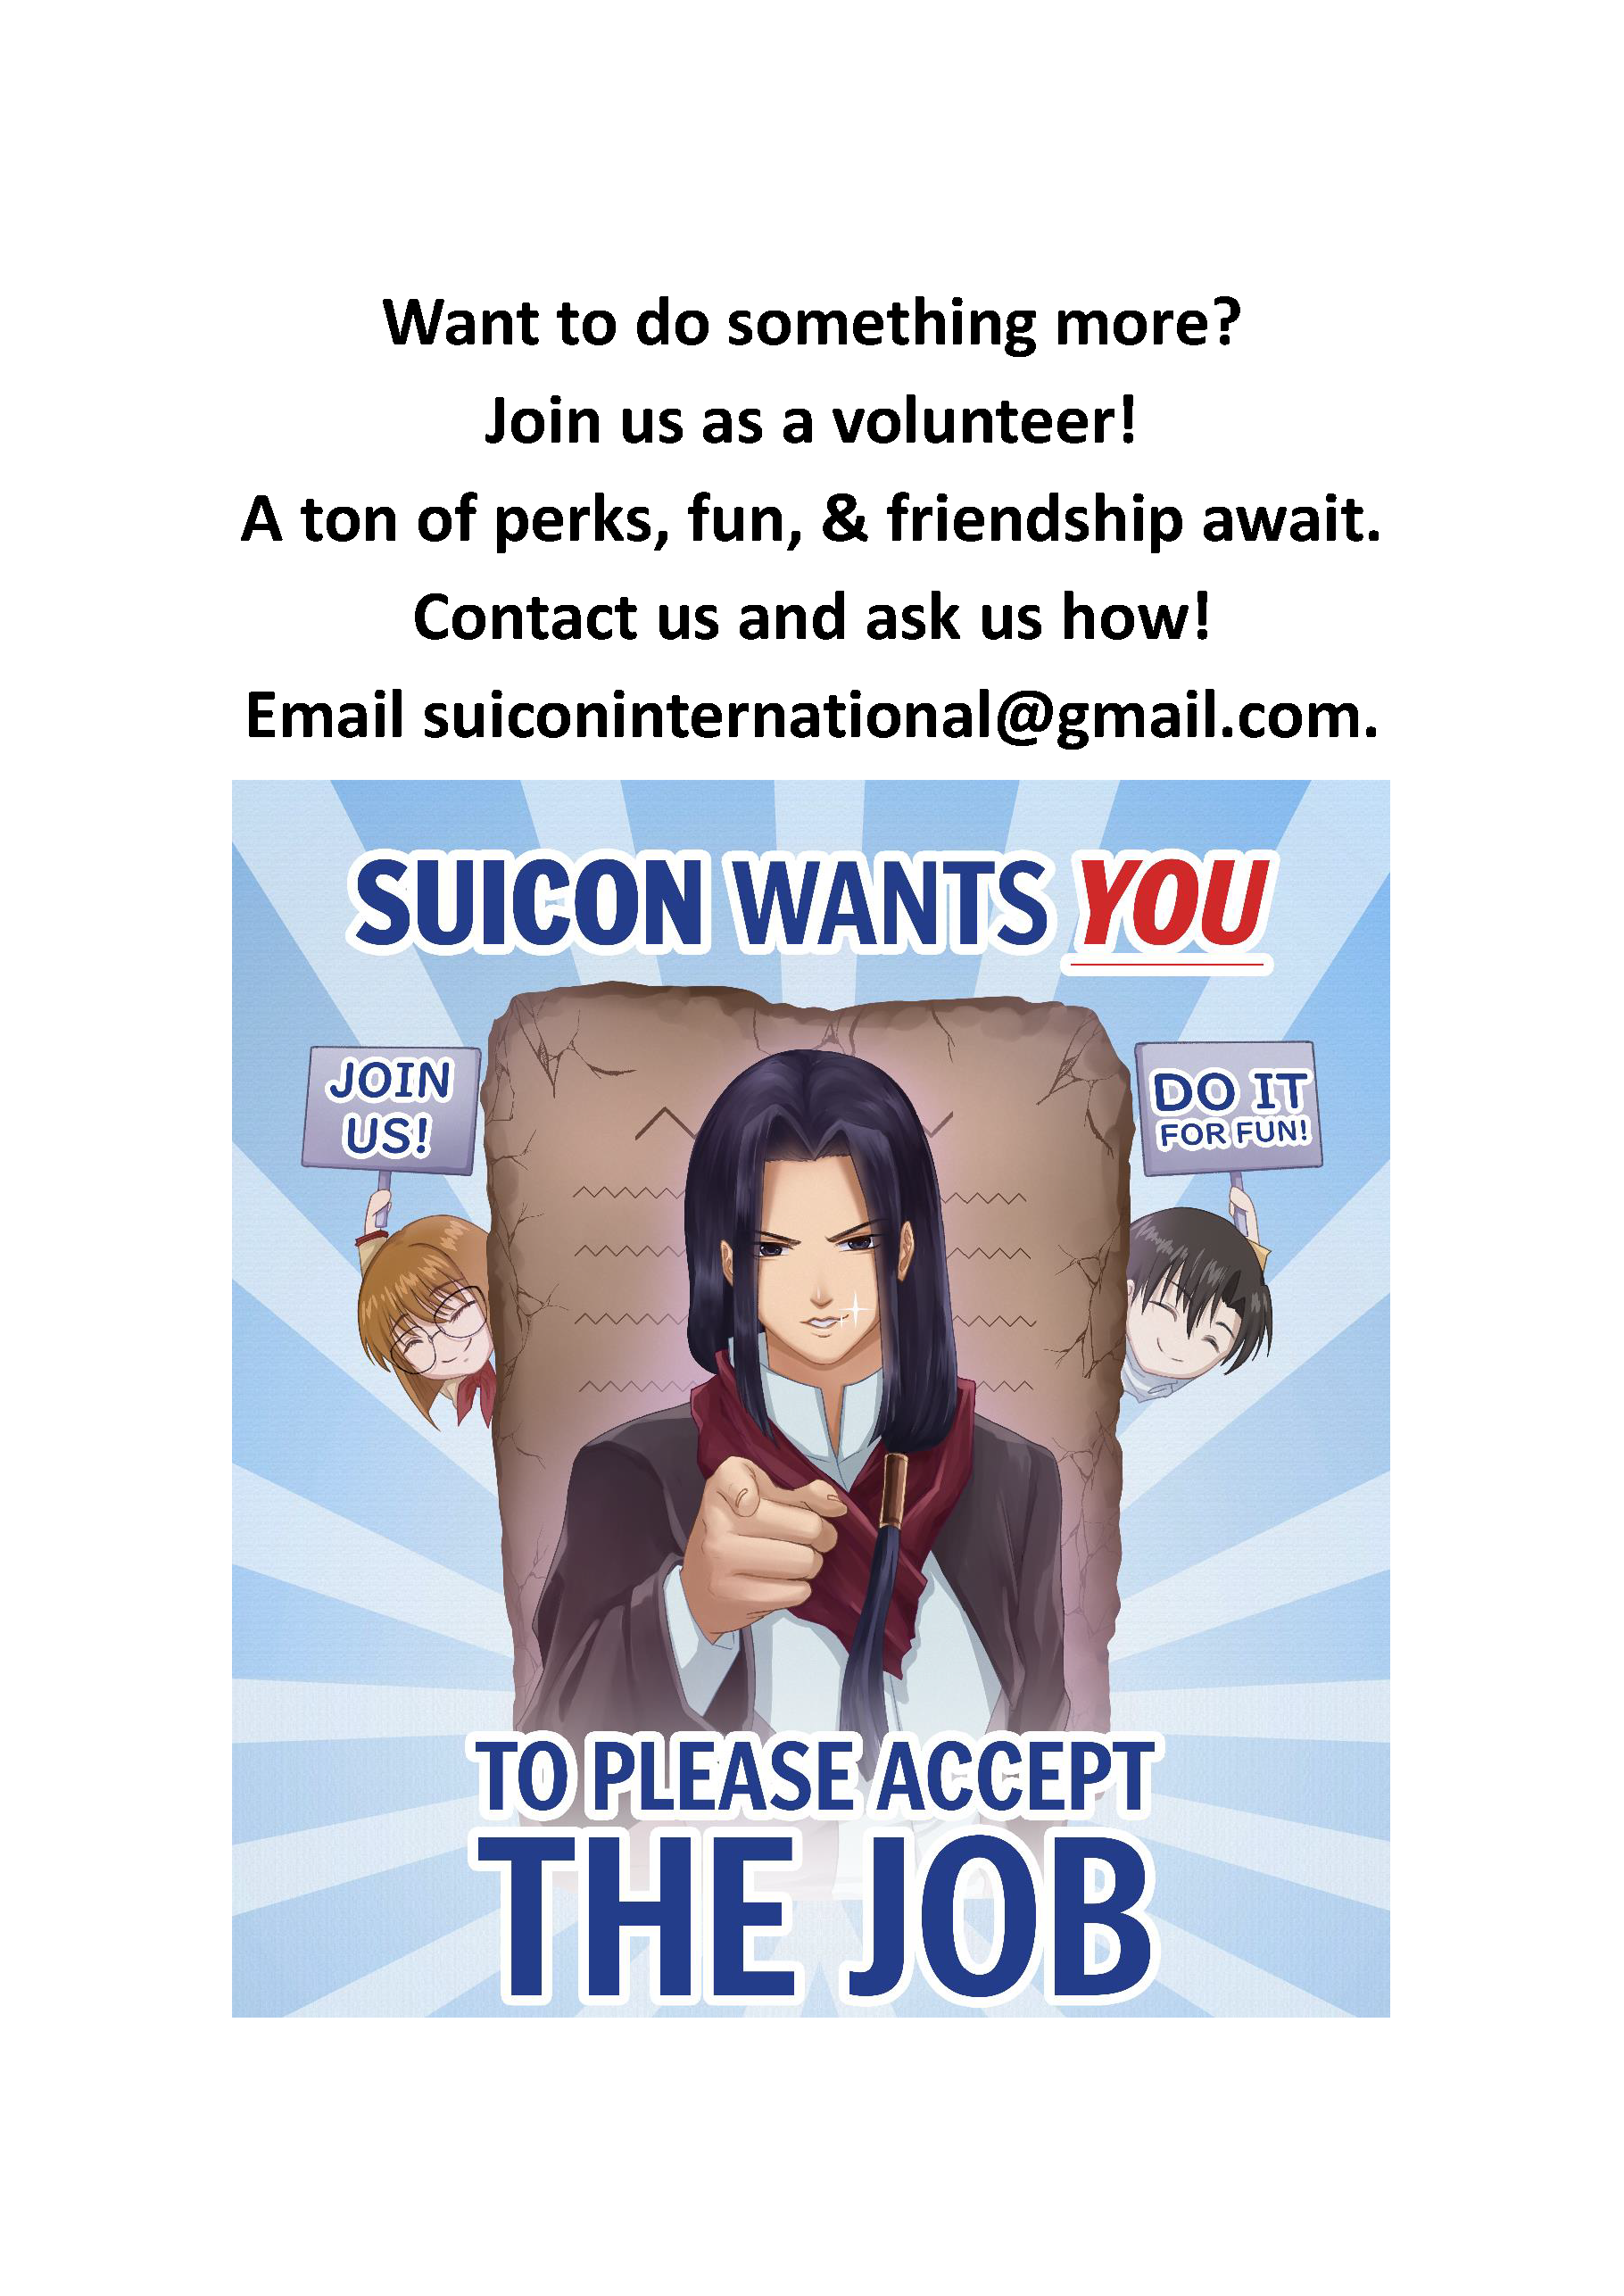 Want to do something more?
Join us as a volunteer!
A ton of perks, fun, & friendship await.
Contact us and ask us how!
Email suiconinternational@gmail.com.
SUICON WANTS YOU
JOIN
US!
DO IT
FOR FUN!
TO PLEASE ACCEPT
THE JOB